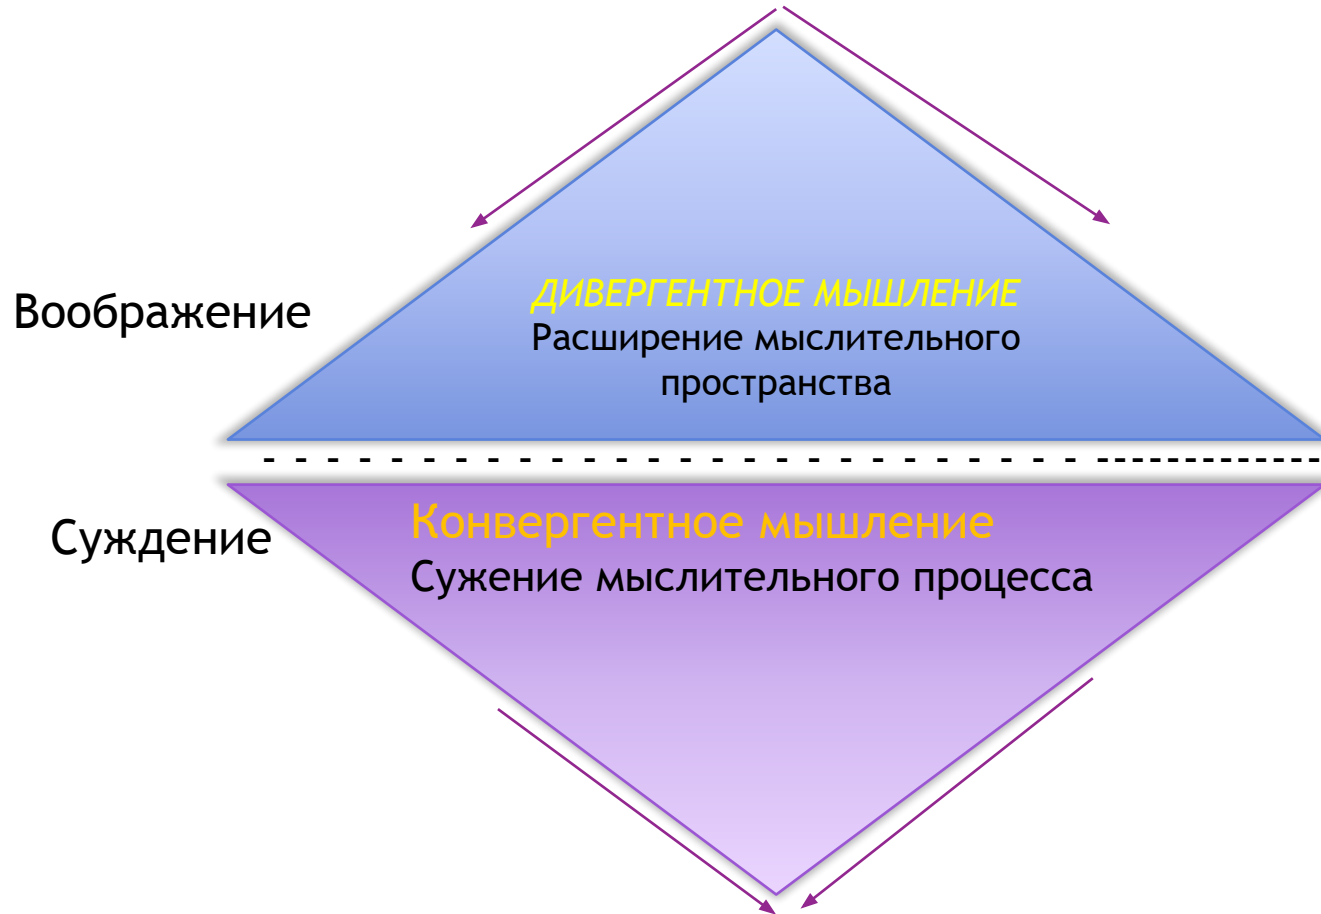 Воображение
ДИВЕРГЕНТНОЕ МЫШЛЕНИЕ
Расширение мыслительного
пространства
Суждение
Конвергентное мышление
Сужение мыслительного процесса